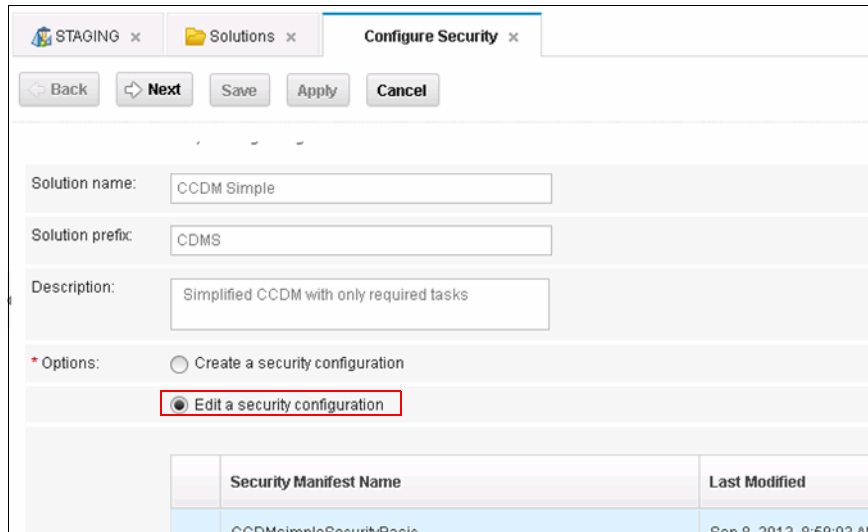 STAGING × Solutions × Configure Security ×
Back Next Save Apply Cancel
Solution name: CCDM Simple
Solution prefix: CDMS
Description: Simplified CCDM with only required tasks
* Options: Create a security configuration
Edit a security configuration
Security Manifest Name Last Modified